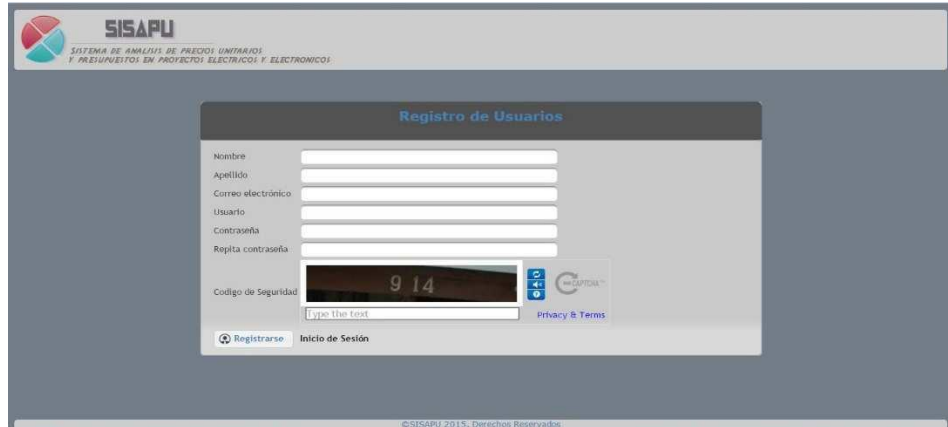 SISAPU
SISTEMA DE ANALISIS DE PRECIOS UNITARIOS
Y PRESUPUESTOS EN PROYECTOS ELECTRICOS Y ELECTRONICOS
Registro de Usuarios
Nombre
Apellido
Correo electrónico
Usuario
Contraseña
Repita contraseña
Codigo de Seguridad
914
reCAPTCHA™
Type the text
Privacy & Terms
Registrarse Inicio de Sesión
©SISAPU 2015. Derechos Reservados